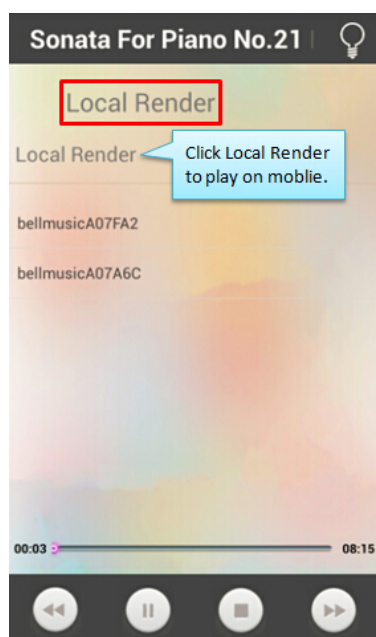 Sonata For Piano No.21
Local Render
Local Render
Click Local Render
to play on moblie.
bellmusicA07FA2
bellmusicA07A6C
00:03
08:15